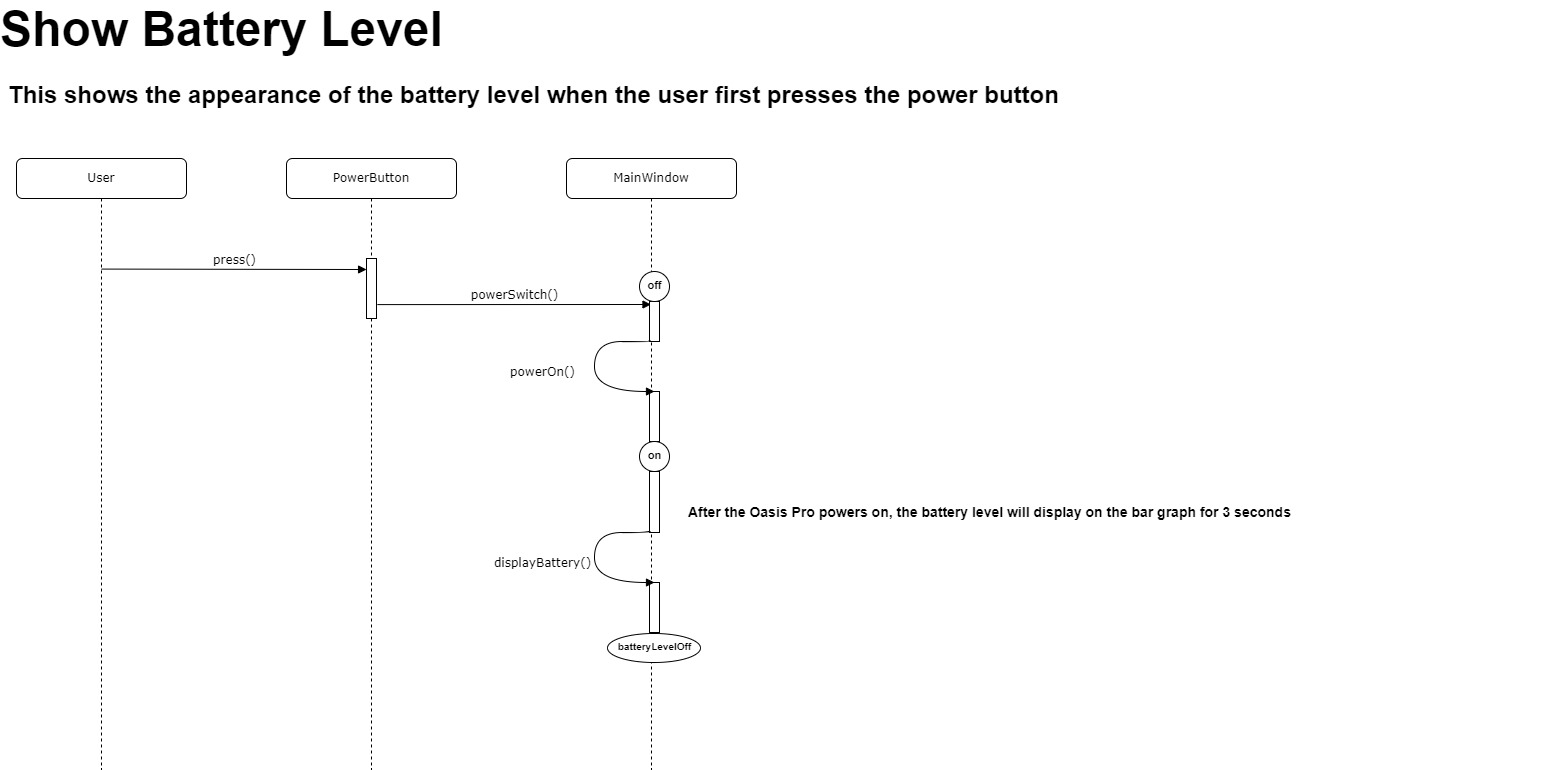 Show Battery Level
This shows the appearance of the battery level when the user first presses the power button
User
PowerButton
MainWindow
press()
off
powerSwitch()
powerOn()
on
After the Oasis Pro powers on, the battery level will display on the bar graph for 3 seconds
displayBattery()
batteryLevelOff